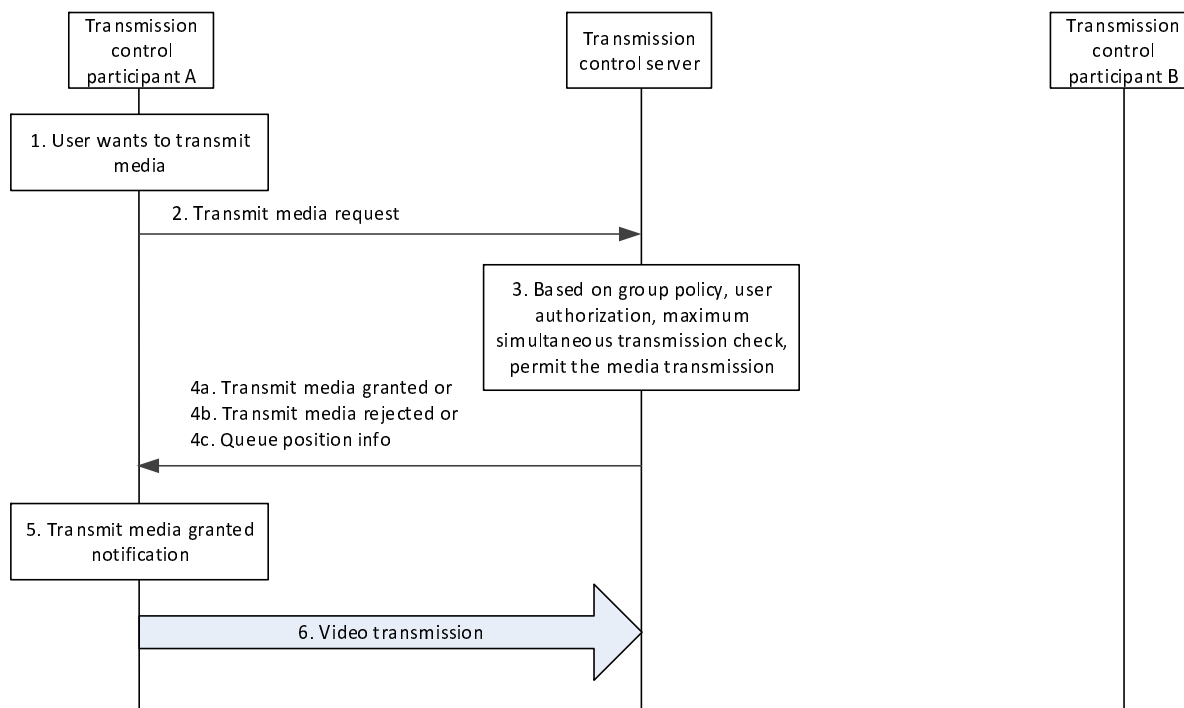 Transmission
control
participant A
Transmission
control server
Transmission
control
participant B
1. User wants to transmit
media
2. Transmit media request
3. Based on group policy, user
authorization, maximum
simultaneous transmission check,
permit the media transmission
4a. Transmit media granted or
4b. Transmit media rejected or
4c. Queue position info
5. Transmit media granted
notification
6. Video transmission